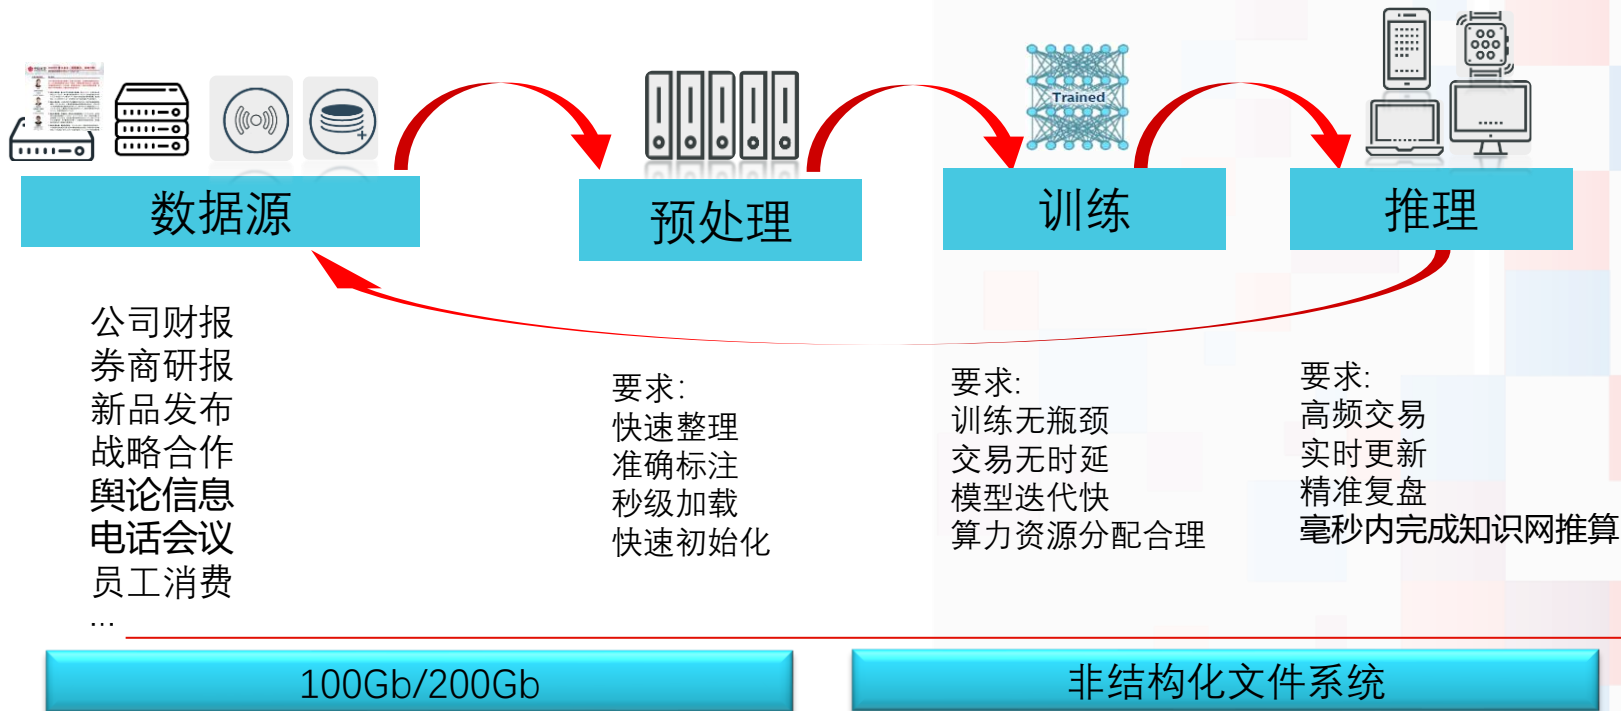 Trained
数据源
预处理
训练
推理
公司财报
券商研报
新品发布
战略合作
舆论信息
电话会议
员工消费
...
要求：
快速整理
准确标注
秒级加载
快速初始化
要求:
训练无瓶颈
交易无时延
模型迭代快
算力资源分配合理
要求:
高频交易
实时更新
精准复盘
毫秒内完成知识网推算
100Gb/200Gb
非结构化文件系统